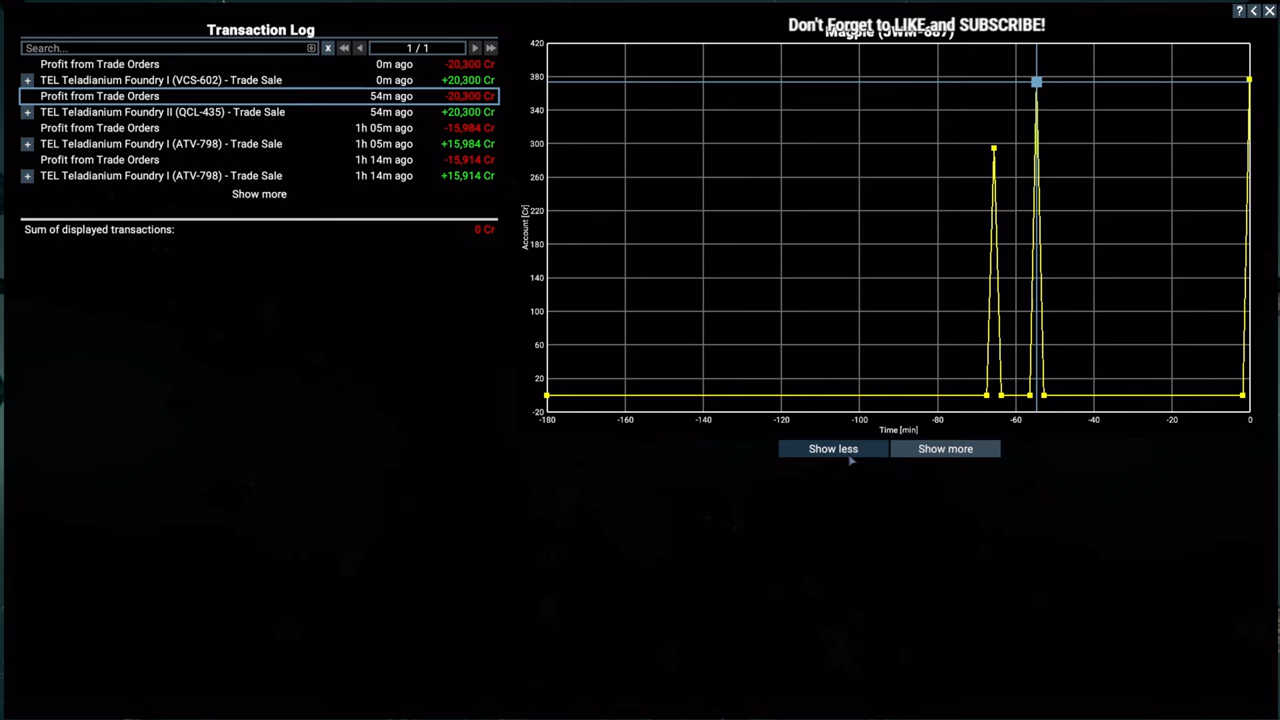 Don't Forget to LIKE and SUBSCRIBE!
Magpie (JWM-887)
Transaction Log
Search...
x
1 / 1
Profit from Trade Orders 0m ago -20,300 Cr
+ TEL Teladianium Foundry I (VCS-602) - Trade Sale 0m ago +20,300 Cr
Profit from Trade Orders 54m ago -20,300 Cr
+ TEL Teladianium Foundry II (QCL-435) - Trade Sale 54m ago +20,300 Cr
Profit from Trade Orders 1h 05m ago -15,984 Cr
+ TEL Teladianium Foundry I (ATV-798) - Trade Sale 1h 05m ago +15,984 Cr
Profit from Trade Orders 1h 14m ago -15,914 Cr
+ TEL Teladianium Foundry I (ATV-798) - Trade Sale 1h 14m ago +15,914 Cr
Show more
Sum of displayed transactions: 0 Cr
420
380
340
300
260
220
180
140
100
60
20
-20
Account [Cr]
-180 -160 -140 -120 -100 -80 -60 -40 -20 0
Time [min]
Show less Show more